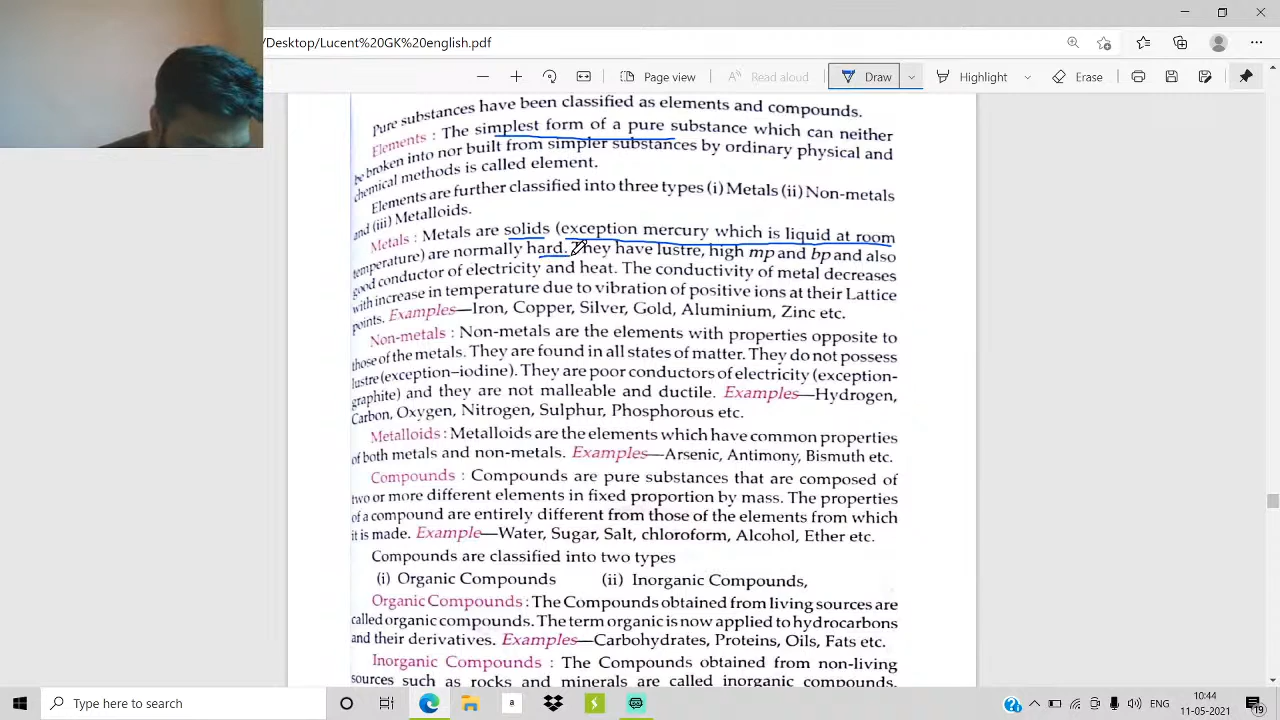 /Desktop/Lucent%20GK%20english.pdf
Page view
Read aloud
Draw
Highlight
Erase
Pure substances have been classified as elements and compounds.
Elements : The simplest form of a pure substance which can neither
be broken into nor built from simpler substances by ordinary physical and
chemical methods is called element.
Elements are further classified into three types (i) Metals (ii) Non-metals
and (iii) Metalloids.
Metals : Metals are solids (exception mercury which is liquid at room
temperature) are normally hard. They have lustre, high mp and bp and also
good conductor of electricity and heat. The conductivity of metal decreases
with increase in temperature due to vibration of positive ions at their Lattice
points. Examples—Iron, Copper, Silver, Gold, Aluminium, Zinc etc.
Non-metals : Non-metals are the elements with properties opposite to
those of the metals. They are found in all states of matter. They do not possess
lustre (exception–iodine). They are poor conductors of electricity (exception-
graphite) and they are not malleable and ductile. Examples—Hydrogen,
Carbon, Oxygen, Nitrogen, Sulphur, Phosphorous etc.
Metalloids : Metalloids are the elements which have common properties
of both metals and non-metals. Examples—Arsenic, Antimony, Bismuth etc.
Compounds : Compounds are pure substances that are composed of
two or more different elements in fixed proportion by mass. The properties
of a compound are entirely different from those of the elements from which
it is made. Example—Water, Sugar, Salt, chloroform, Alcohol, Ether etc.
Compounds are classified into two types
(i) Organic Compounds (ii) Inorganic Compounds,
Organic Compounds : The Compounds obtained from living sources are
called organic compounds. The term organic is now applied to hydrocarbons
and their derivatives. Examples—Carbohydrates, Proteins, Oils, Fats etc.
Inorganic Compounds : The Compounds obtained from non-living
sources such as rocks and minerals are called inorganic compounds.
Type here to search
a
ENG
10:44
11-05-2021
19